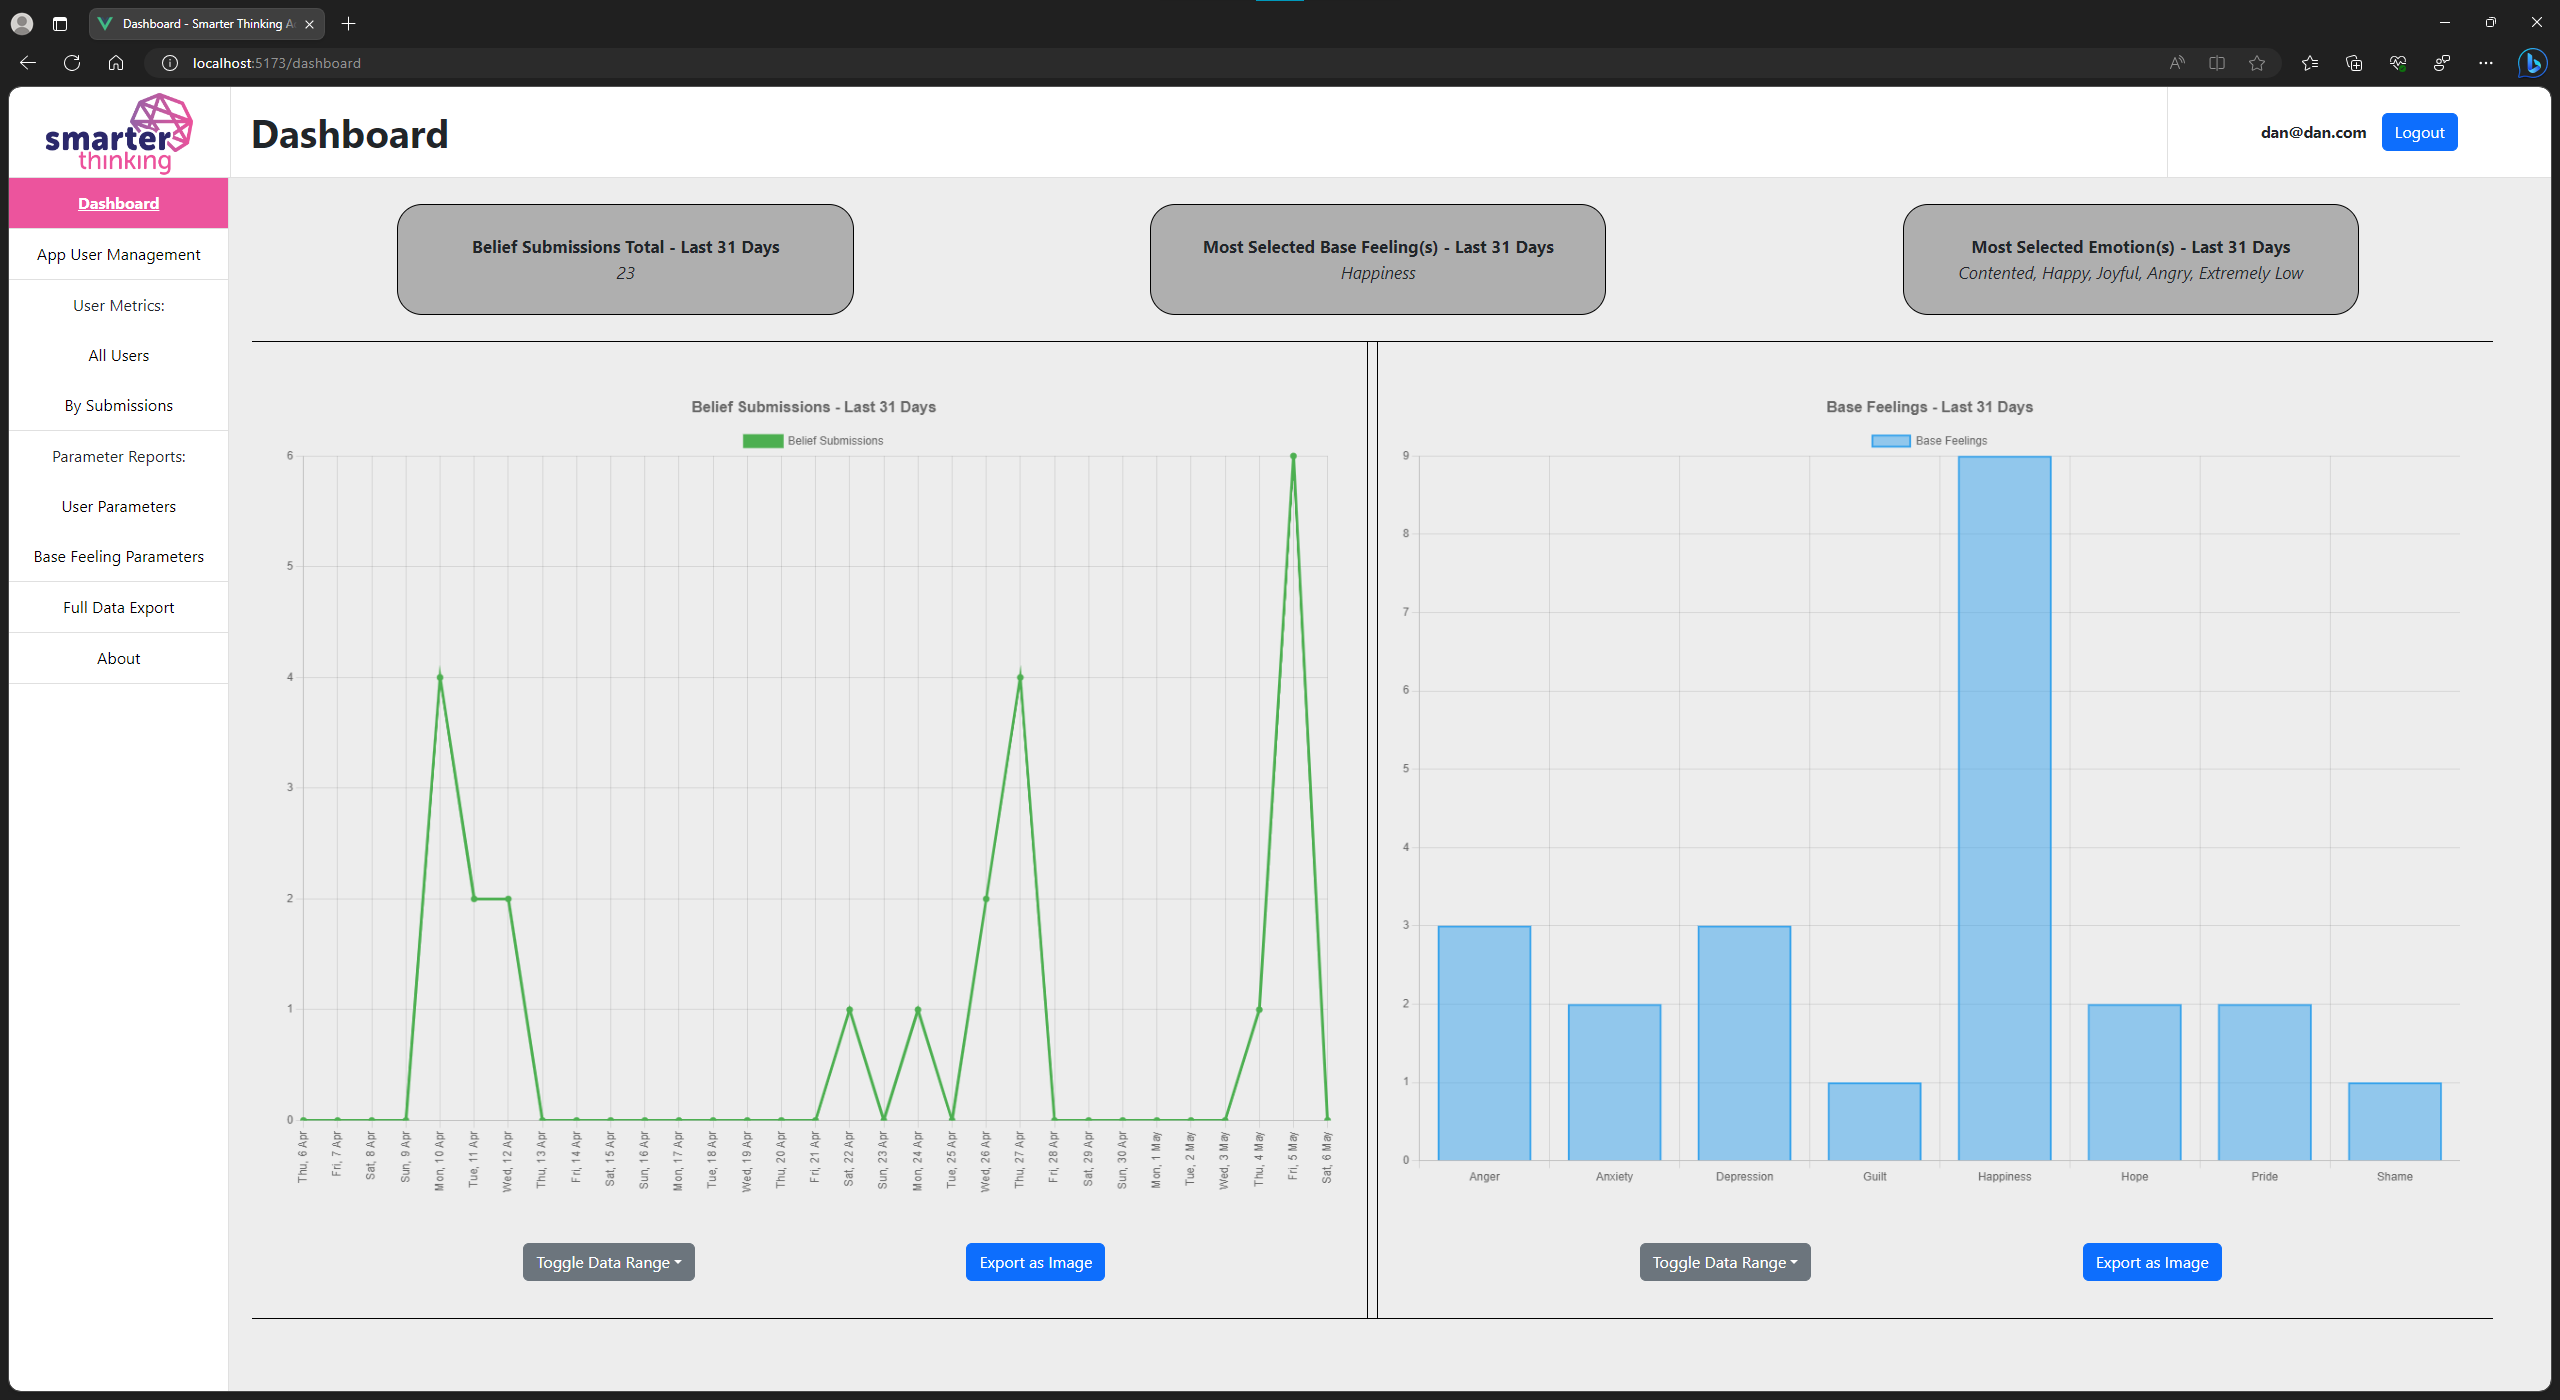 Dashboard - Smarter Thinking A
localhost:5173/dashboard
smarter
thinking
Dashboard
dan@dan.com
Logout
Dashboard
App User Management
User Metrics:
All Users
By Submissions
Parameter Reports:
User Parameters
Base Feeling Parameters
Full Data Export
About
Belief Submissions Total - Last 31 Days
23
Most Selected Base Feeling(s) - Last 31 Days
Happiness
Most Selected Emotion(s) - Last 31 Days
Contented, Happy, Joyful, Angry, Extremely Low
Belief Submissions - Last 31 Days
Belief Submissions
6
5
4
3
2
1
0
Thu, 6 Apr
Fri, 7 Apr
Sat, 8 Apr
Sun, 9 Apr
Mon, 10 Apr
Tue, 11 Apr
Wed, 12 Apr
Thu, 13 Apr
Fri, 14 Apr
Sat, 15 Apr
Sun, 16 Apr
Mon, 17 Apr
Tue, 18 Apr
Wed, 19 Apr
Thu, 20 Apr
Fri, 21 Apr
Sat, 22 Apr
Sun, 23 Apr
Mon, 24 Apr
Tue, 25 Apr
Wed, 26 Apr
Thu, 27 Apr
Fri, 28 Apr
Sat, 29 Apr
Sun, 30 Apr
Mon, 1 May
Tue, 2 May
Wed, 3 May
Thu, 4 May
Fri, 5 May
Sat, 6 May
Toggle Data Range
Export as Image
Base Feelings - Last 31 Days
Base Feelings
9
8
7
6
5
4
3
2
1
0
Anger
Anxiety
Depression
Guilt
Happiness
Hope
Pride
Shame
Toggle Data Range
Export as Image